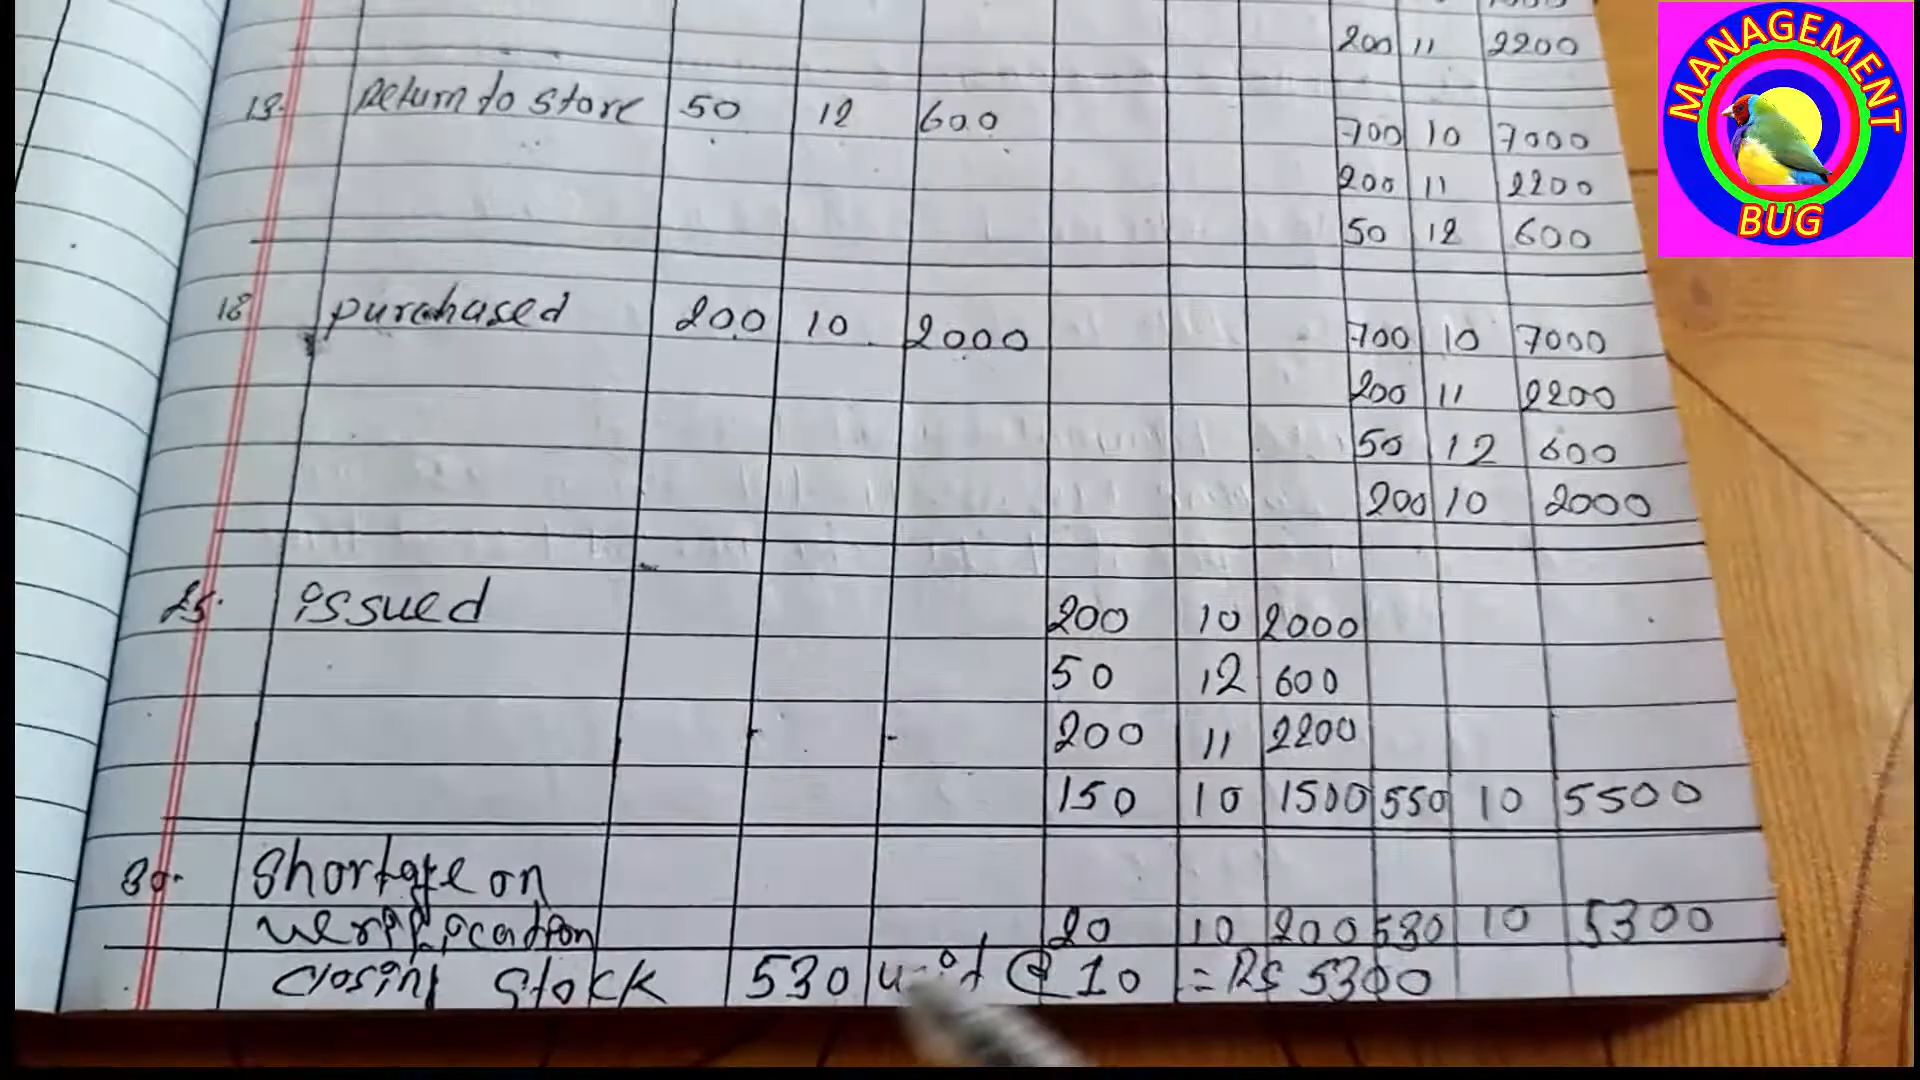 200 11 2200
13. Return to store 50 12 600
700 10 7000
200 11 2200
50 12 600
18 purchased 200 10 2000 700 10 7000
200 11 2200
50 12 600
200 10 2000
25. issued 200 10 2000
50 12 600
200 11 2200
150 10 1500 550 10 5500
30. Shortage on
verification 20 10 200 530 10 5300
Closing Stock 530 unit @ 10 = Rs 5300
MANAGEMENT
BUG